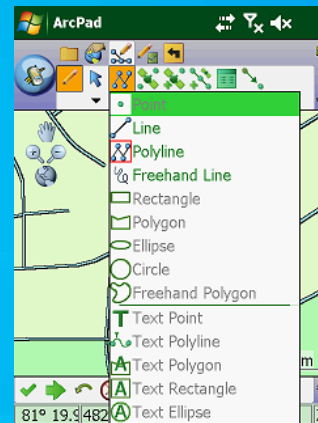 ArcPad
Point
Line
Polyline
Freehand Line
Rectangle
Polygon
Ellipse
Circle
Freehand Polygon
T Text Point
Text Polyline
A Text Polygon
m
A Text Rectangle
81° 19.9 482 A Text Ellipse